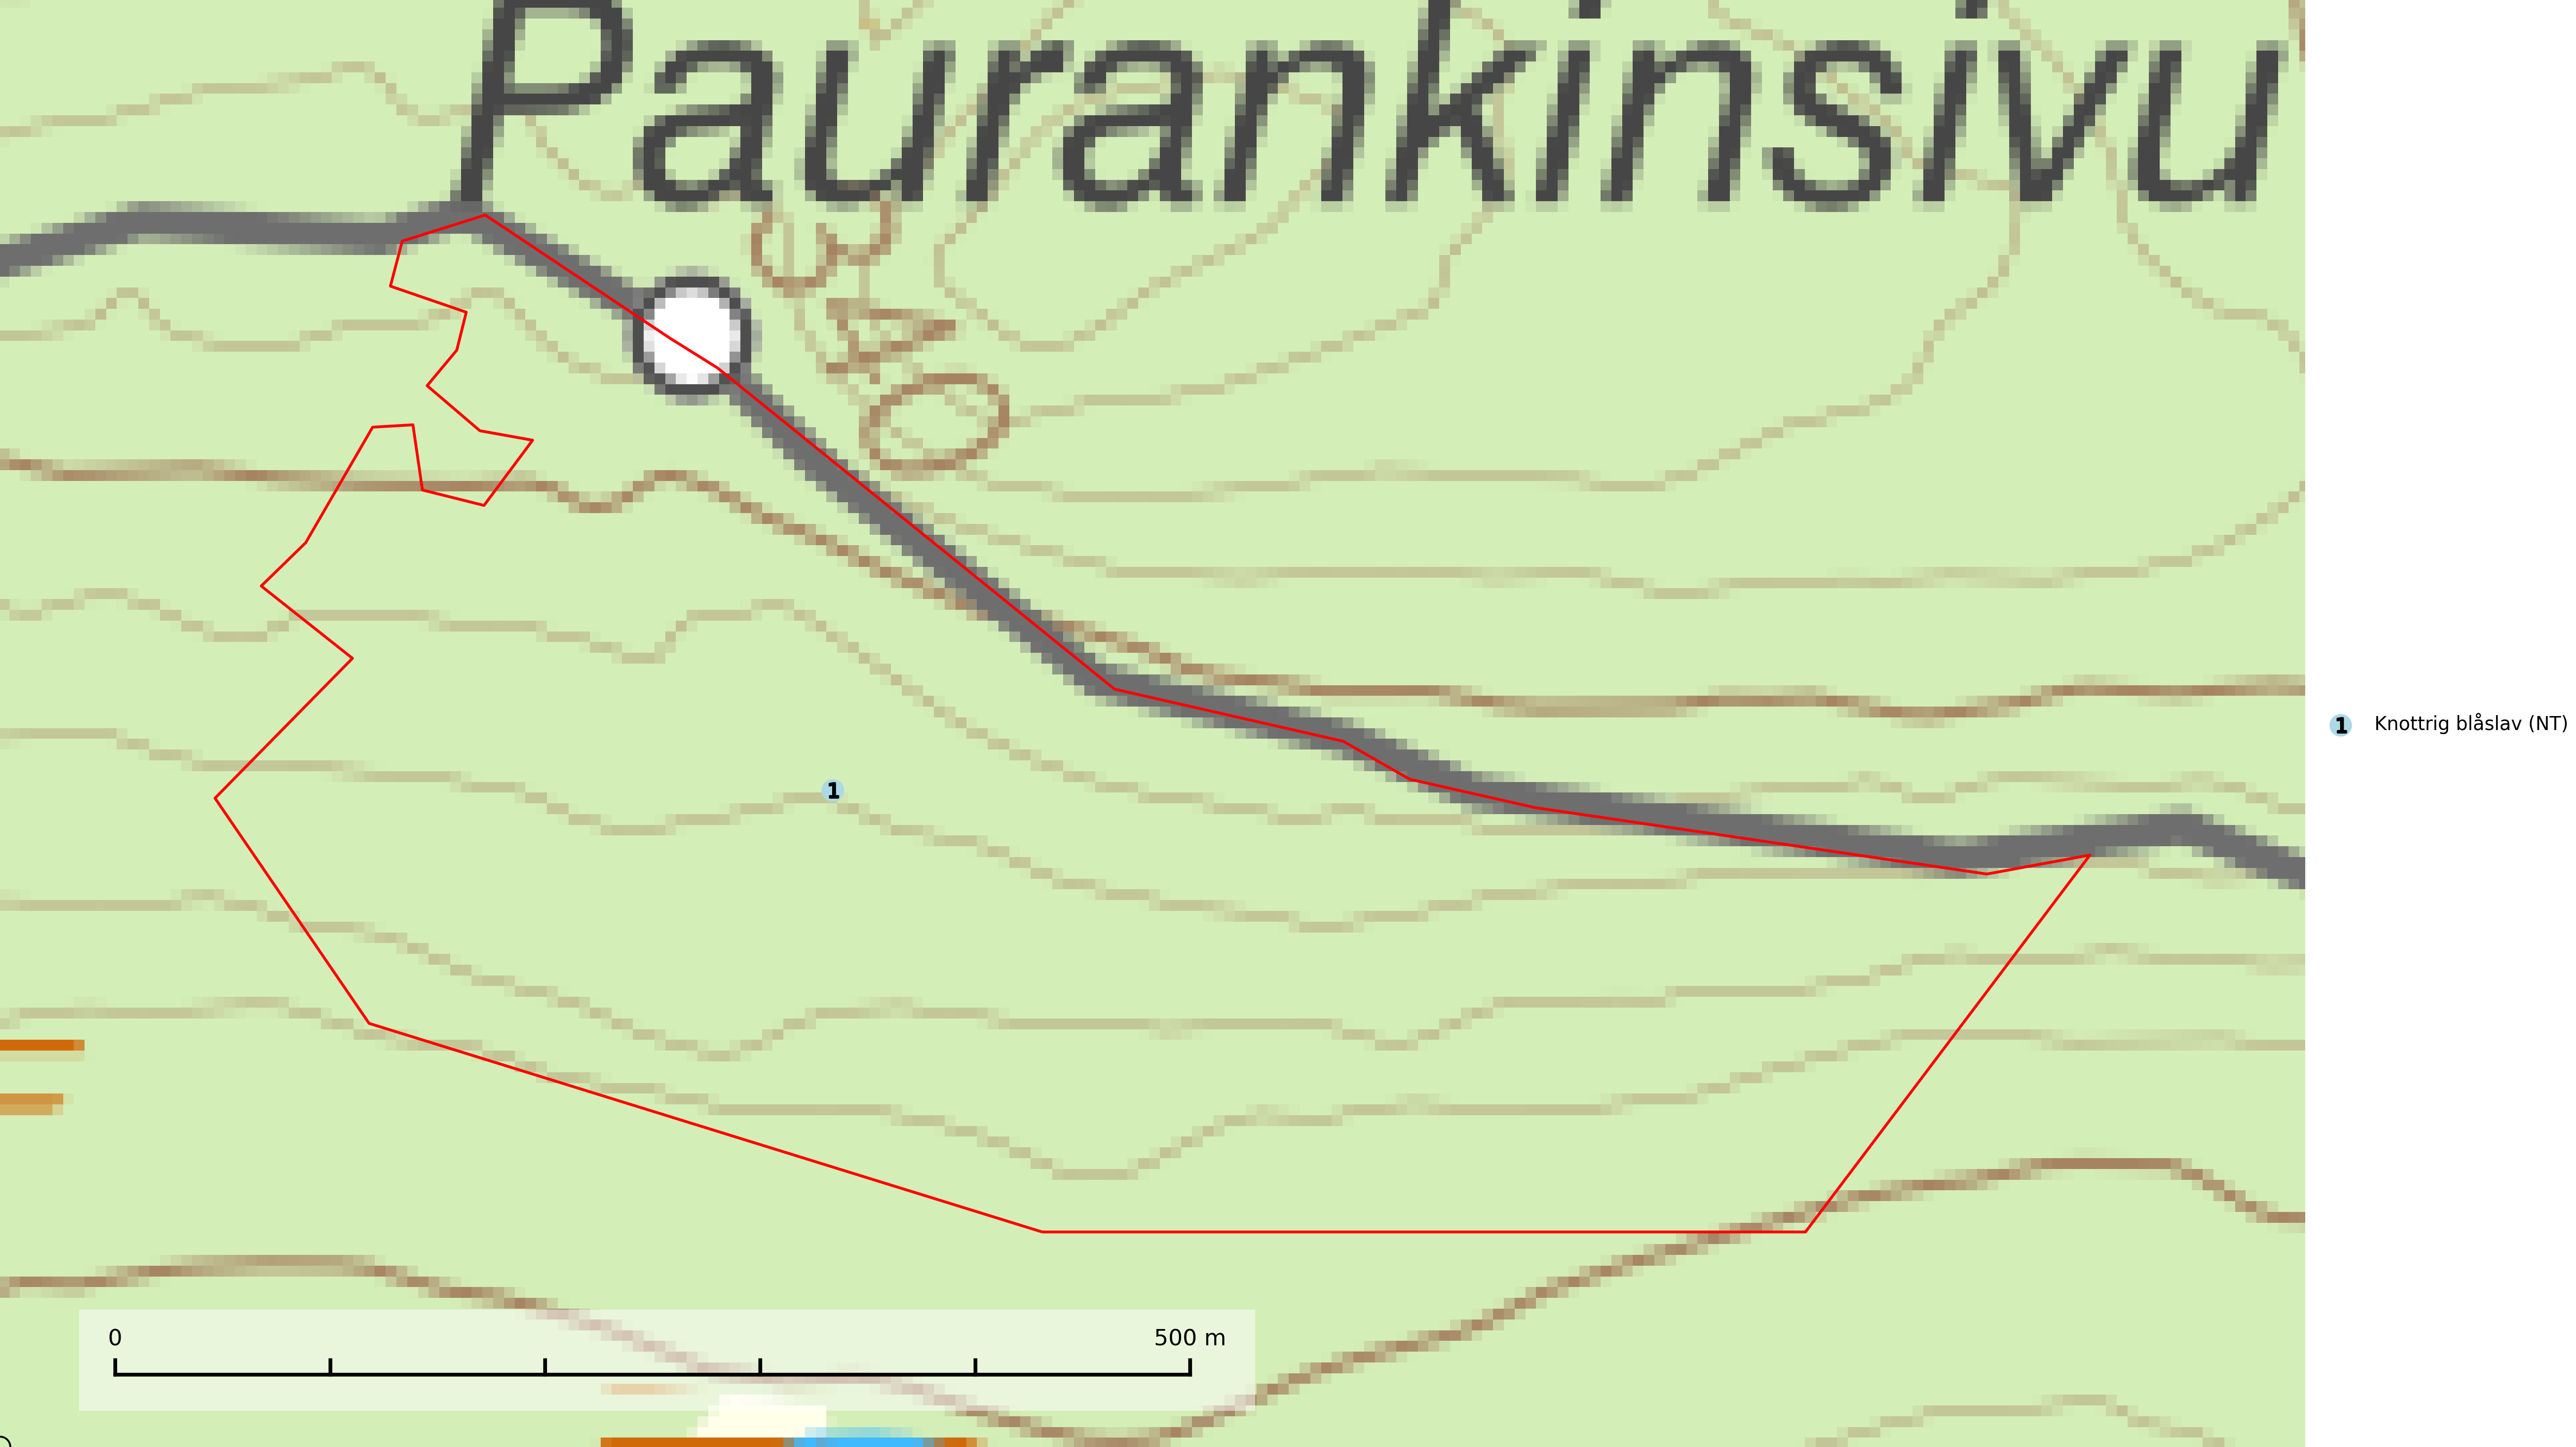 Paurankinsivu
1
1 Knottrig blåslav (NT)
0 500 m